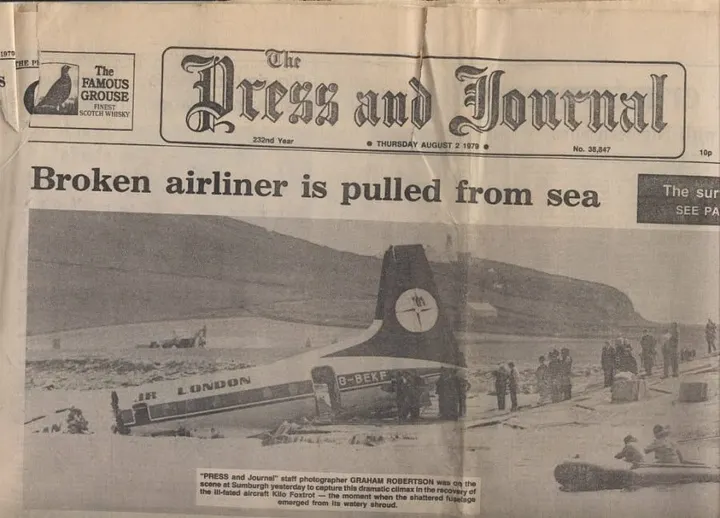 1979
THE
The
FAMOUS
GROUSE
FINEST
SCOTCH WHISKY
The
Press and Journal
232nd Year
● THURSDAY AUGUST 2 1979 ●
No. 38,847
10p
Broken airliner is pulled from sea
The sur
SEE PA
IR LONDON
G-BEKF
"PRESS and Journal" staff photographer GRAHAM ROBERTSON was on the
scene at Sumburgh yesterday to capture this dramatic climax in the recovery of
the ill-fated aircraft Kilo Foxtrot — the moment when the shattered fuselage
emerged from its watery shroud.